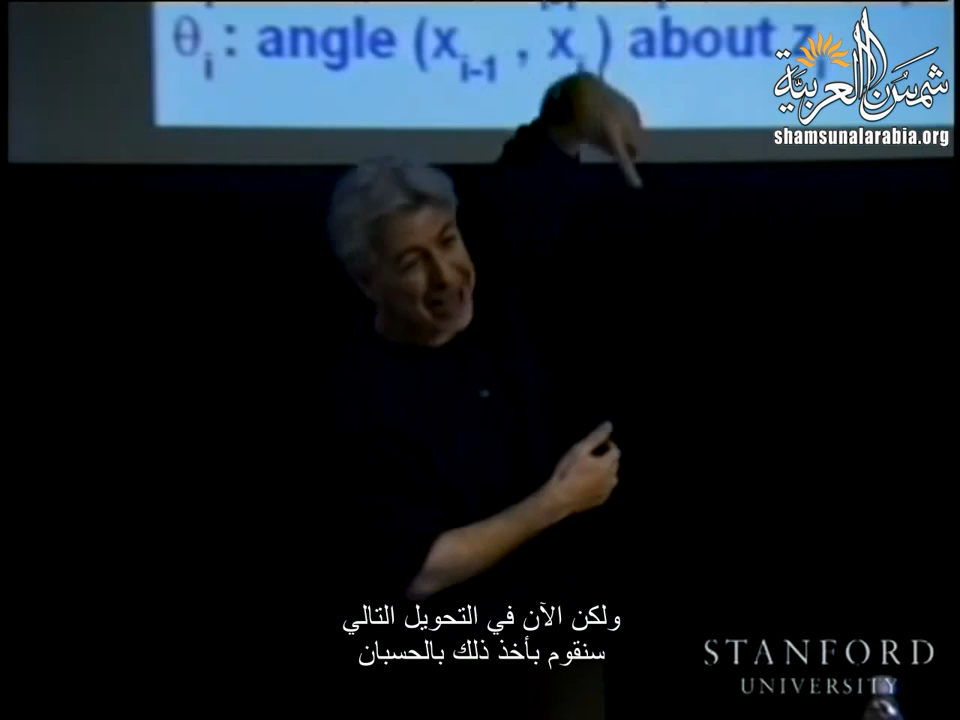 θi : angle (xi-1 , xi) about zi
شمس العربية
shamsunalarabia.org
ولكن الآن في التحويل التالي
سنقوم بأخذ ذلك بالحسبان
STANFORD
UNIVERSITY